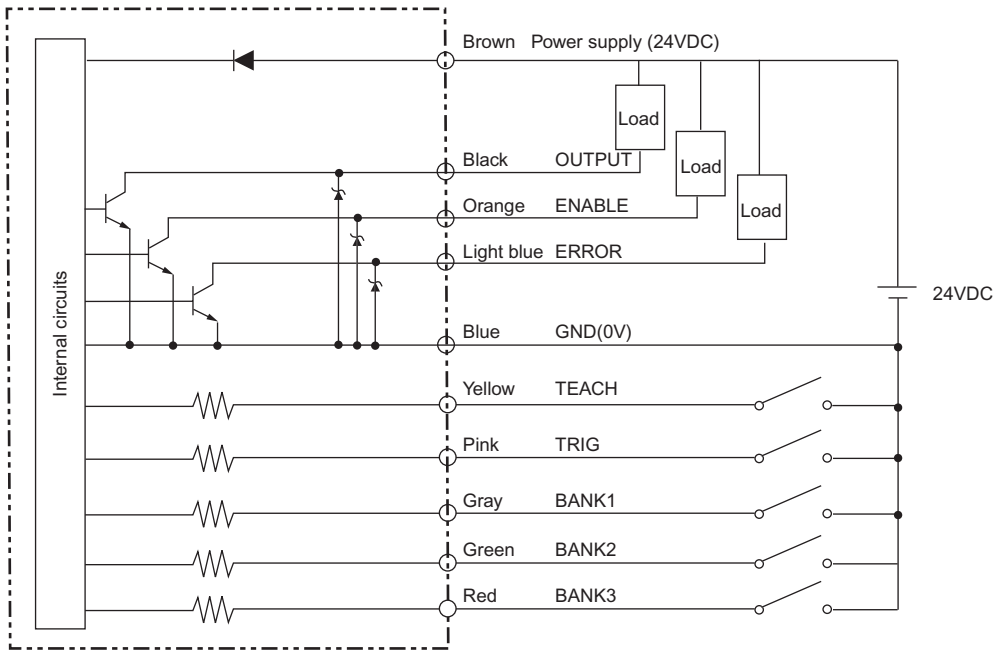 Brown Power supply (24VDC)
Load
Black OUTPUT
Load
Orange ENABLE
Load
Light blue ERROR
Internal circuits
24VDC
Blue GND(0V)
Yellow TEACH
Pink TRIG
Gray BANK1
Green BANK2
Red BANK3